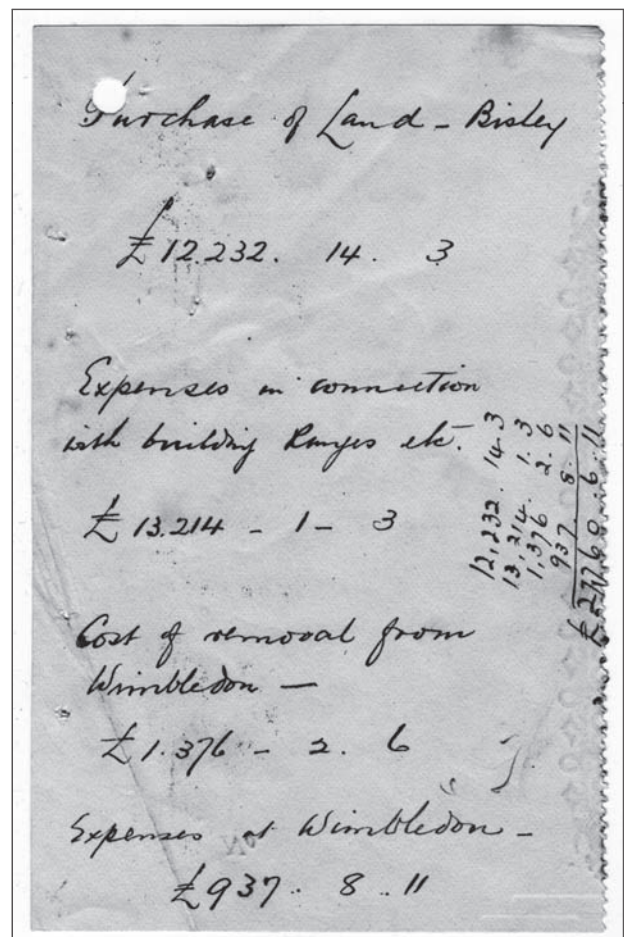 Purchase of Land - Bisley
£12.232. 14. 3
Expenses in connection
with building Ranges etc.
£13.214 - 1 - 3
Cost of removal from
Wimbledon —
£1.376 - 2. 6
Expenses at Wimbledon -
£937. 8. 11
12,232. 14.3
13,214. 1.3
1,376 2.6
937. 8. 11
£27760. 6. 11